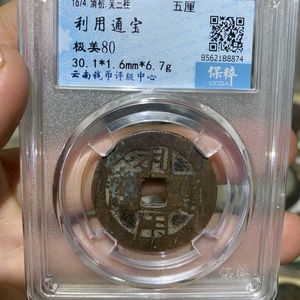 1674. 清初. 吴三桂
五厘
利用通宝
极美80
30.1*1.6mm*6.7g
云南钱币评级中心
B5621B8874
保粹
CCGA